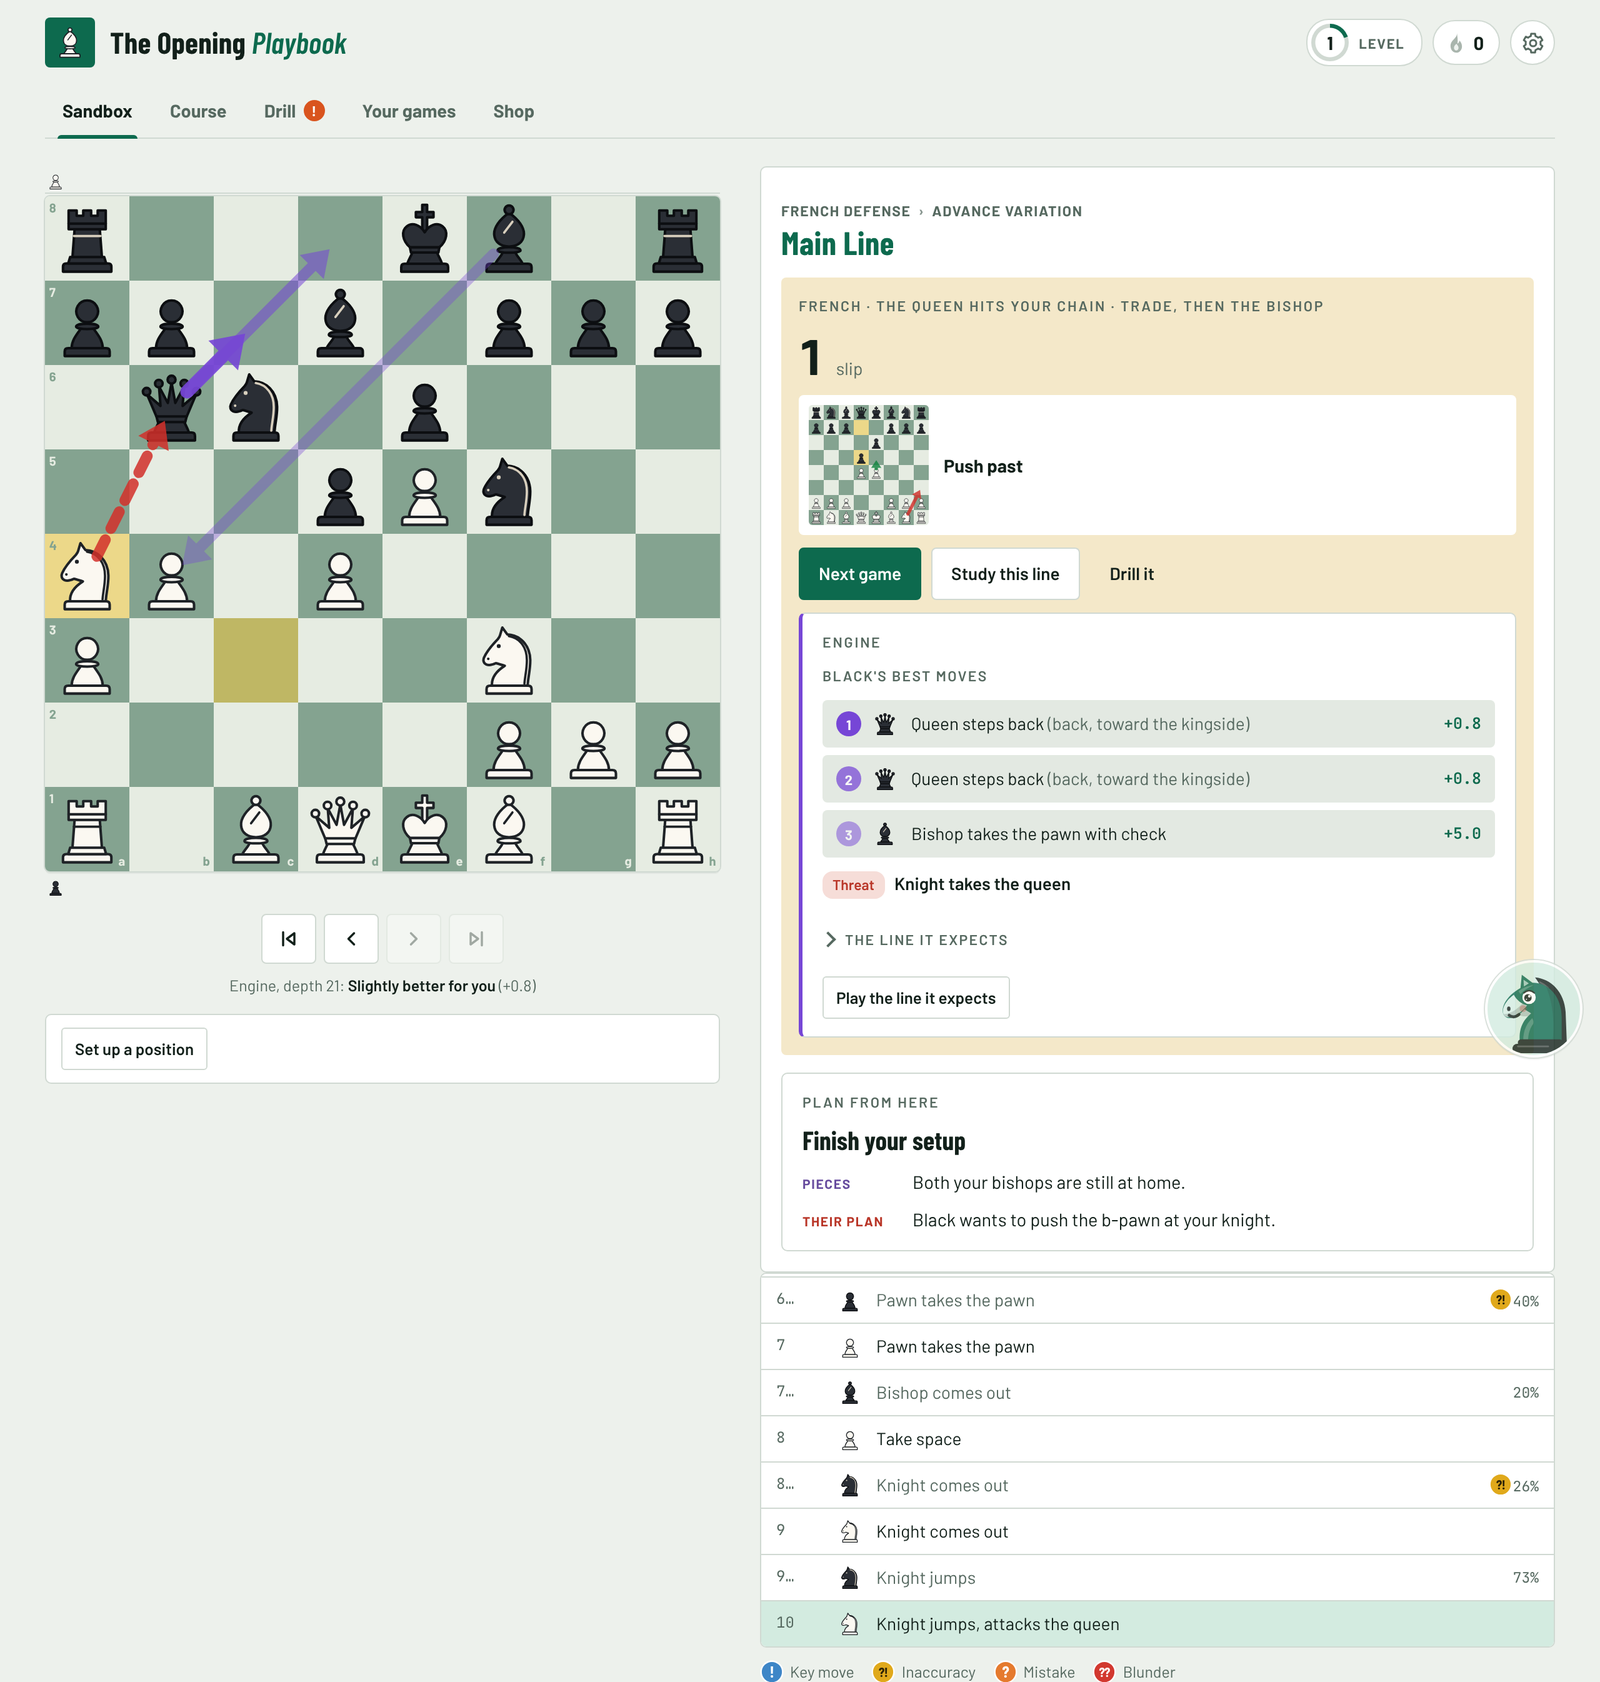 The Opening Playbook
1 LEVEL
0
Sandbox Course Drill ! Your games Shop
8
7
6
5
4
3
2
1
a b c d e f g h
Engine, depth 21: Slightly better for you (+0.8)
Set up a position
FRENCH DEFENSE › ADVANCE VARIATION
Main Line
FRENCH · THE QUEEN HITS YOUR CHAIN · TRADE, THEN THE BISHOP
1 slip
Push past
Next game Study this line Drill it
ENGINE
BLACK'S BEST MOVES
1 Queen steps back (back, toward the kingside) +0.8
2 Queen steps back (back, toward the kingside) +0.8
3 Bishop takes the pawn with check +5.0
Threat Knight takes the queen
THE LINE IT EXPECTS
Play the line it expects
PLAN FROM HERE
Finish your setup
PIECES Both your bishops are still at home.
THEIR PLAN Black wants to push the b-pawn at your knight.
6… Pawn takes the pawn ?! 40%
7 Pawn takes the pawn
7… Bishop comes out 20%
8 Take space
8… Knight comes out ?! 26%
9 Knight comes out
9… Knight jumps 73%
10 Knight jumps, attacks the queen
! Key move ?! Inaccuracy ? Mistake ?? Blunder